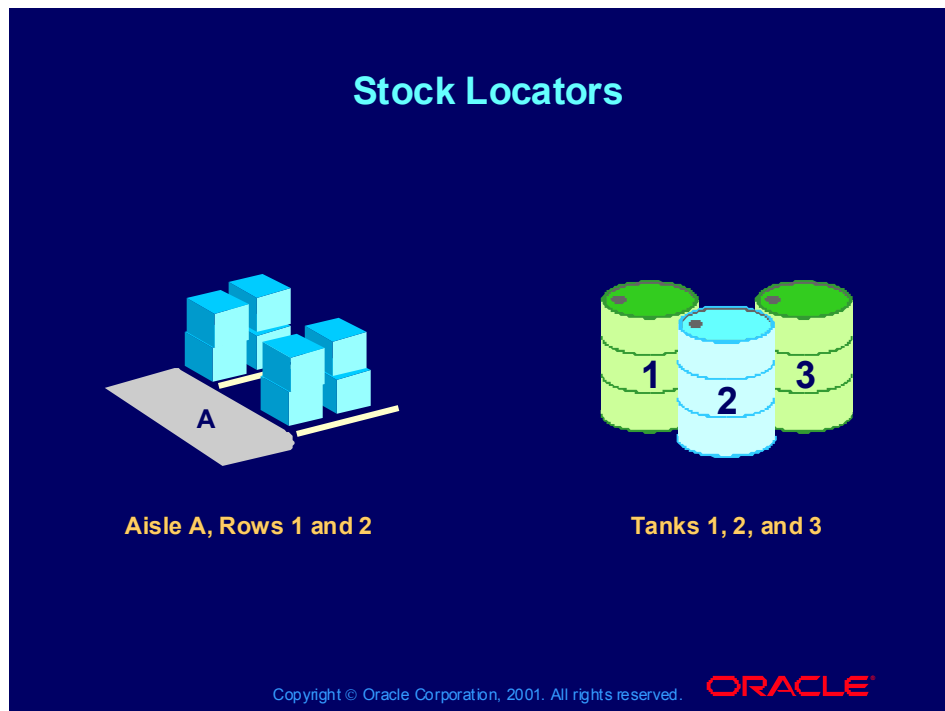 Stock Locators
A
1
2
3
Aisle A, Rows 1 and 2
Tanks 1, 2, and 3
Copyright © Oracle Corporation, 2001. All rights reserved.
ORACLE®